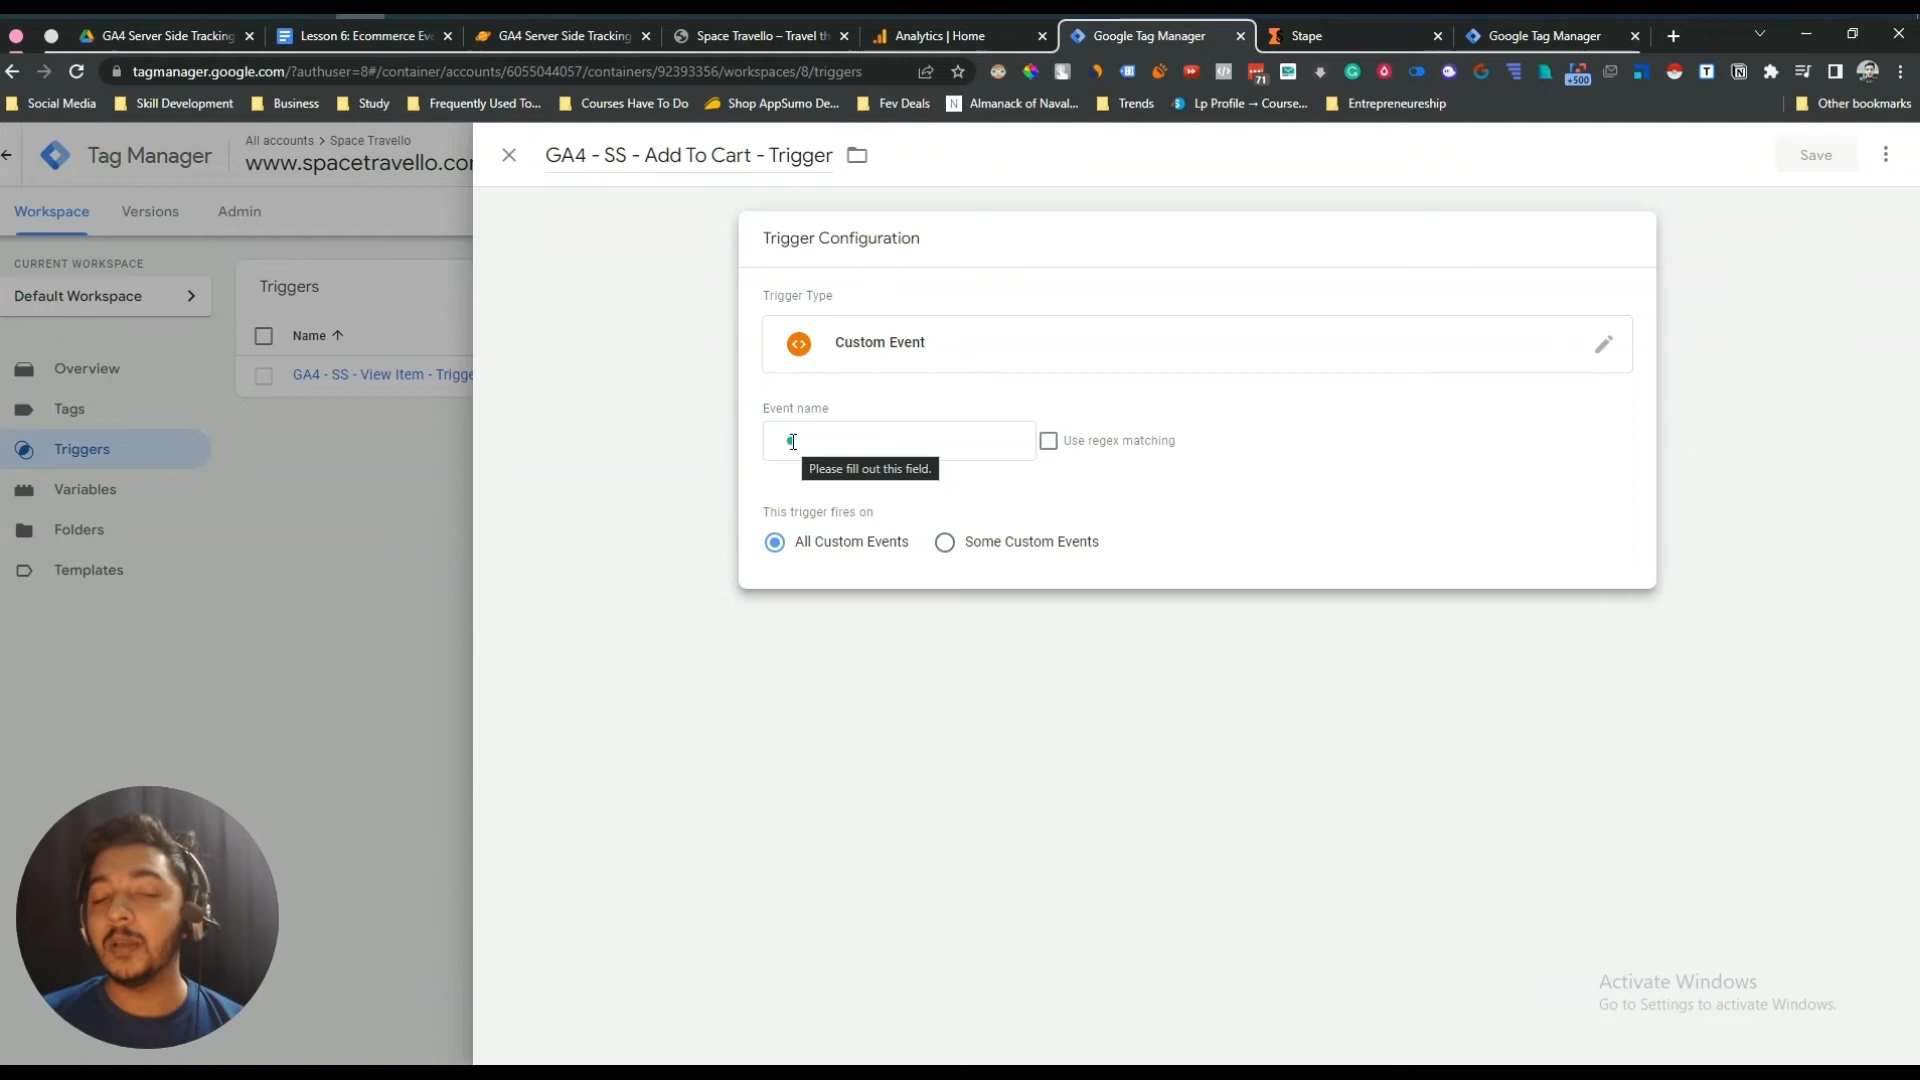 GA4 Server Side Tracking
Lesson 6: Ecommerce Eve
GA4 Server Side Tracking
Space Travello – Travel th
Analytics | Home
Google Tag Manager
Stape
Google Tag Manager
tagmanager.google.com/?authuser=8#/container/accounts/6055044057/containers/92393356/workspaces/8/triggers
71
+500
Social Media
Skill Development
Business
Study
Frequently Used To...
Courses Have To Do
Shop AppSumo De...
Fev Deals
Almanack of Naval...
Trends
Lp Profile → Course...
Entrepreneurship
Other bookmarks
Tag Manager
All accounts > Space Travello
www.spacetravello.com
GA4 - SS - Add To Cart - Trigger
Save
Workspace
Versions
Admin
CURRENT WORKSPACE
Default Workspace
Overview
Tags
Triggers
Variables
Folders
Templates
Triggers
Name
GA4 - SS - View Item - Trigge
Trigger Configuration
Trigger Type
Custom Event
Event name
Use regex matching
Please fill out this field.
This trigger fires on
All Custom Events
Some Custom Events
Activate Windows
Go to Settings to activate Windows.